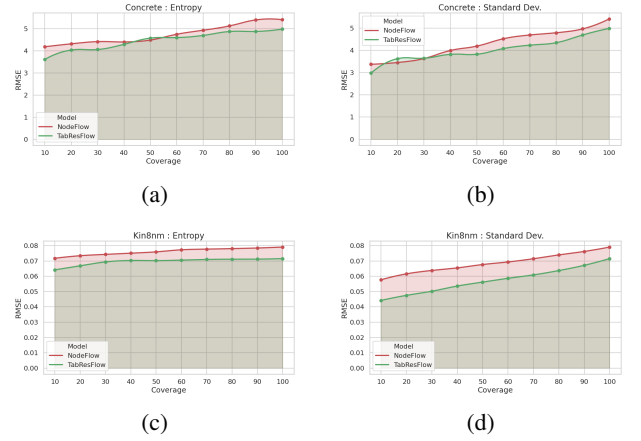 Concrete : Entropy
5
4
3
2
1
0
RMSE
Model
NodeFlow
TabResFlow
10 20 30 40 50 60 70 80 90 100
Coverage
(a)
Concrete : Standard Dev.
5
4
3
2
1
0
RMSE
Model
NodeFlow
TabResFlow
10 20 30 40 50 60 70 80 90 100
Coverage
(b)
Kin8nm : Entropy
0.08
0.07
0.06
0.05
0.04
0.03
0.02
0.01
0.00
RMSE
Model
NodeFlow
TabResFlow
10 20 30 40 50 60 70 80 90 100
Coverage
(c)
Kin8nm : Standard Dev.
0.08
0.07
0.06
0.05
0.04
0.03
0.02
0.01
0.00
RMSE
Model
NodeFlow
TabResFlow
10 20 30 40 50 60 70 80 90 100
Coverage
(d)